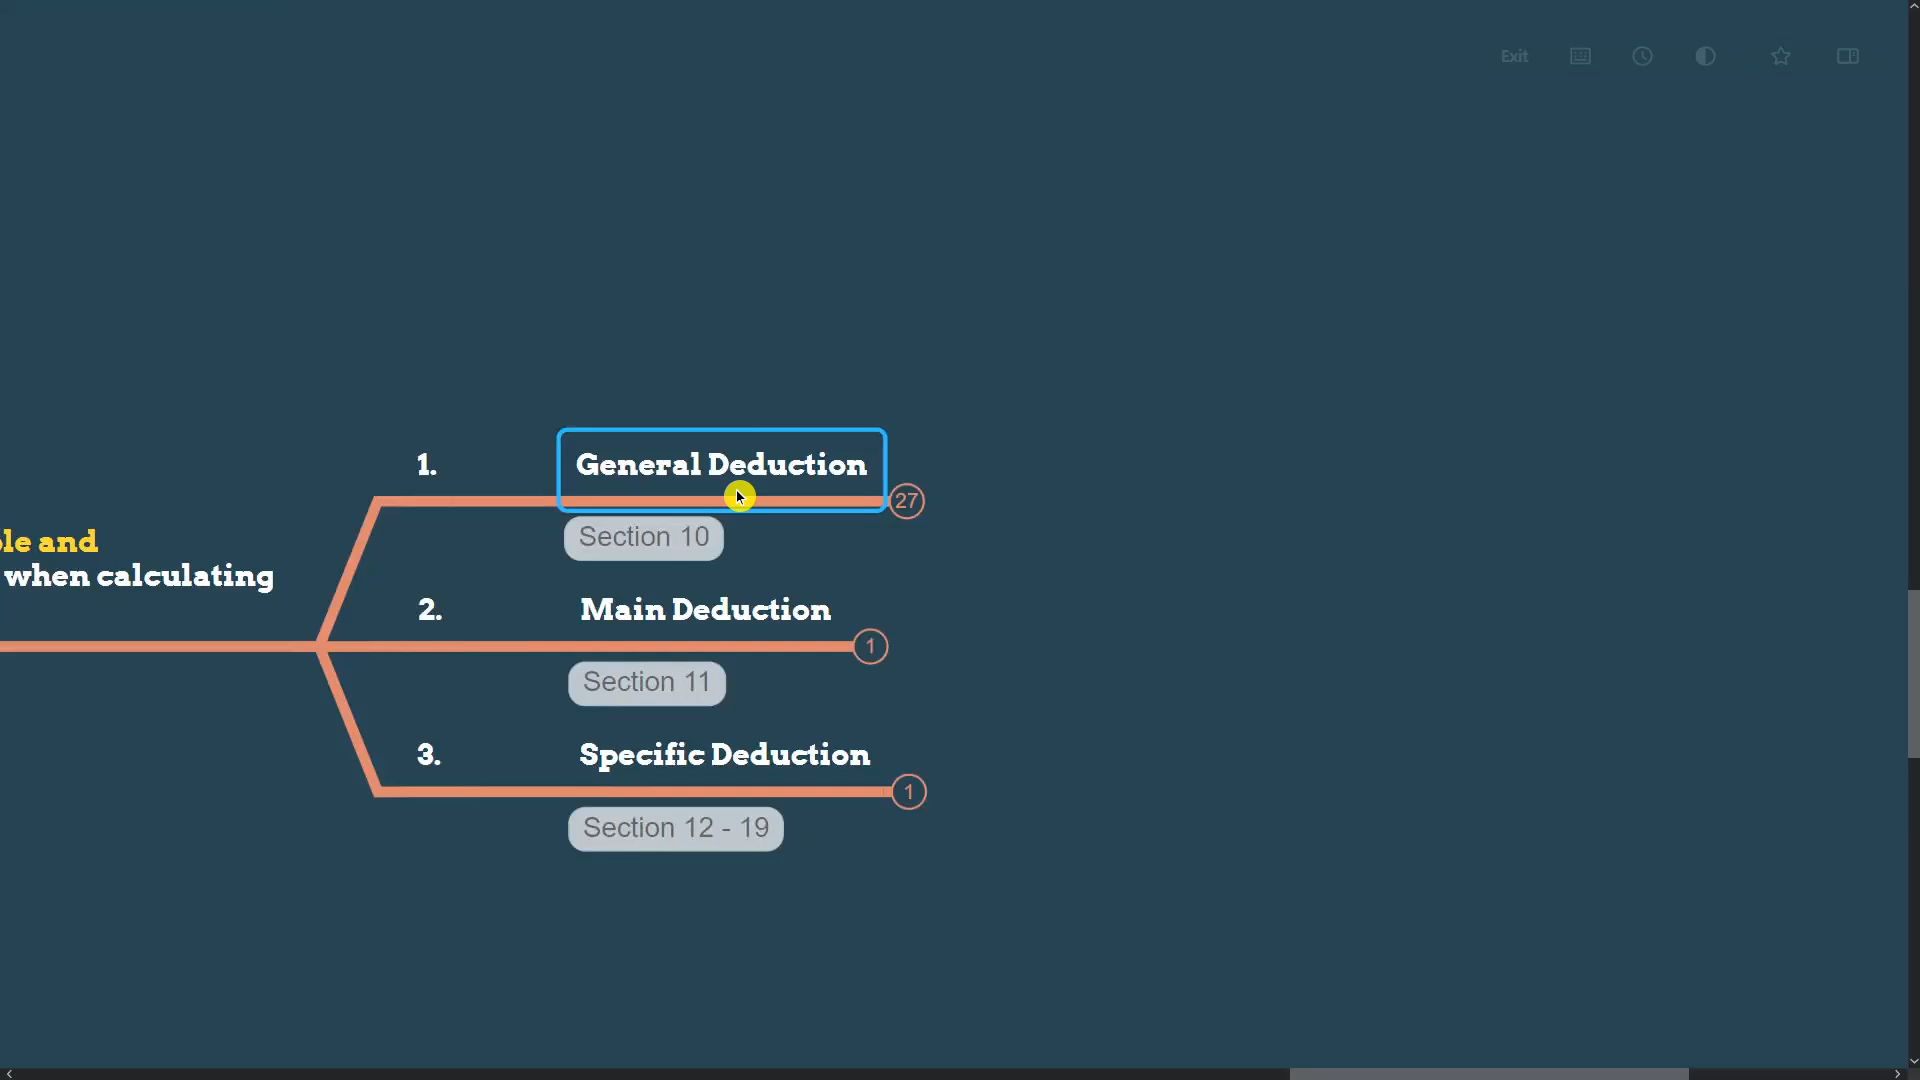 Exit
1. General Deduction
27
Section 10
and
when calculating
2. Main Deduction
1
Section 11
3. Specific Deduction
1
Section 12 - 19